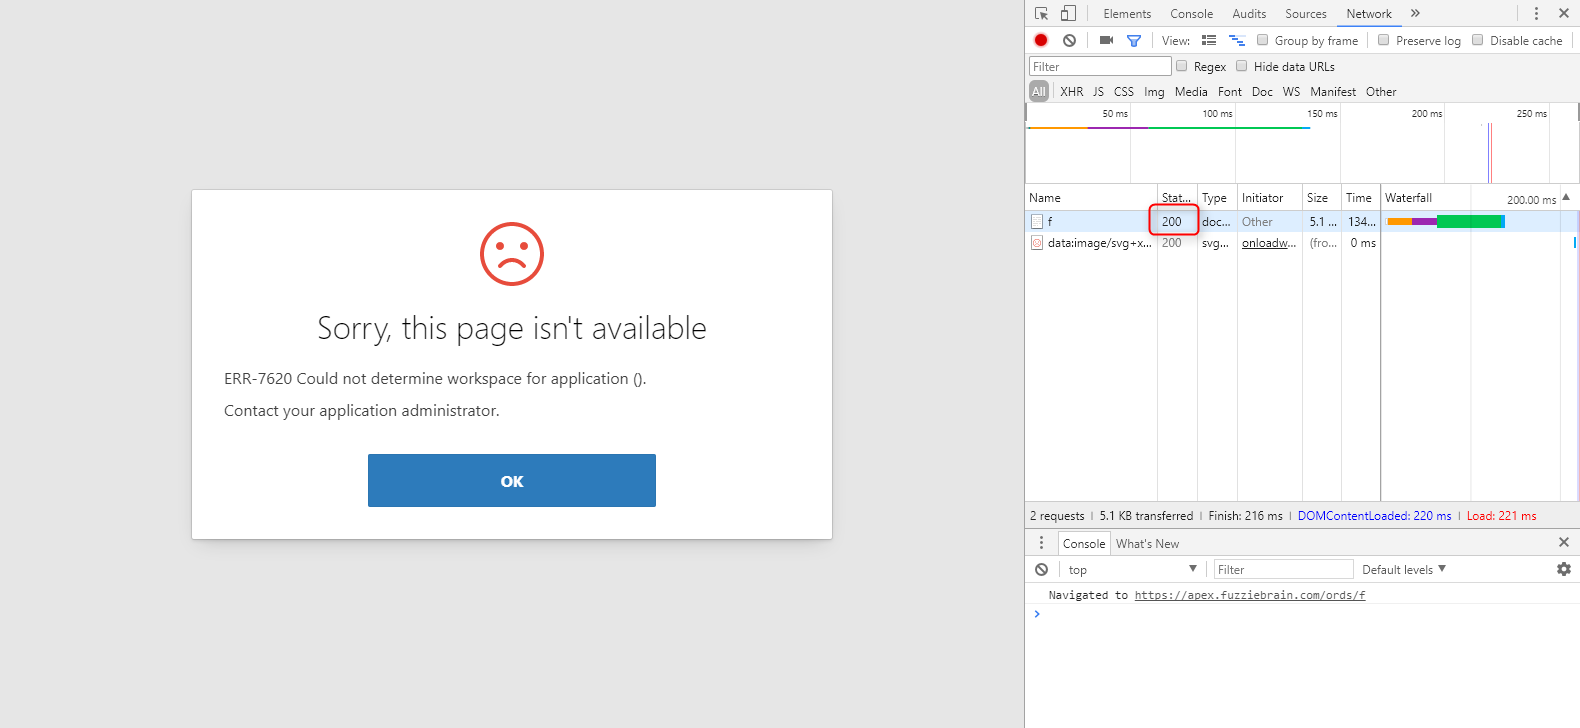 Sorry, this page isn't available
ERR-7620 Could not determine workspace for application ().
Contact your application administrator.
OK
Elements Console Audits Sources Network »
View: Group by frame Preserve log Disable cache
Filter Regex Hide data URLs
All XHR JS CSS Img Media Font Doc WS Manifest Other
50 ms 100 ms 150 ms 200 ms 250 ms
Name Stat... Type Initiator Size Time Waterfall 200.00 ms
f 200 doc... Other 5.1 ... 134...
data:image/svg+x... 200 svg... onloadw... (fro... 0 ms
2 requests | 5.1 KB transferred | Finish: 216 ms | DOMContentLoaded: 220 ms | Load: 221 ms
Console What's New
top Filter Default levels
Navigated to https://apex.fuzziebrain.com/ords/f